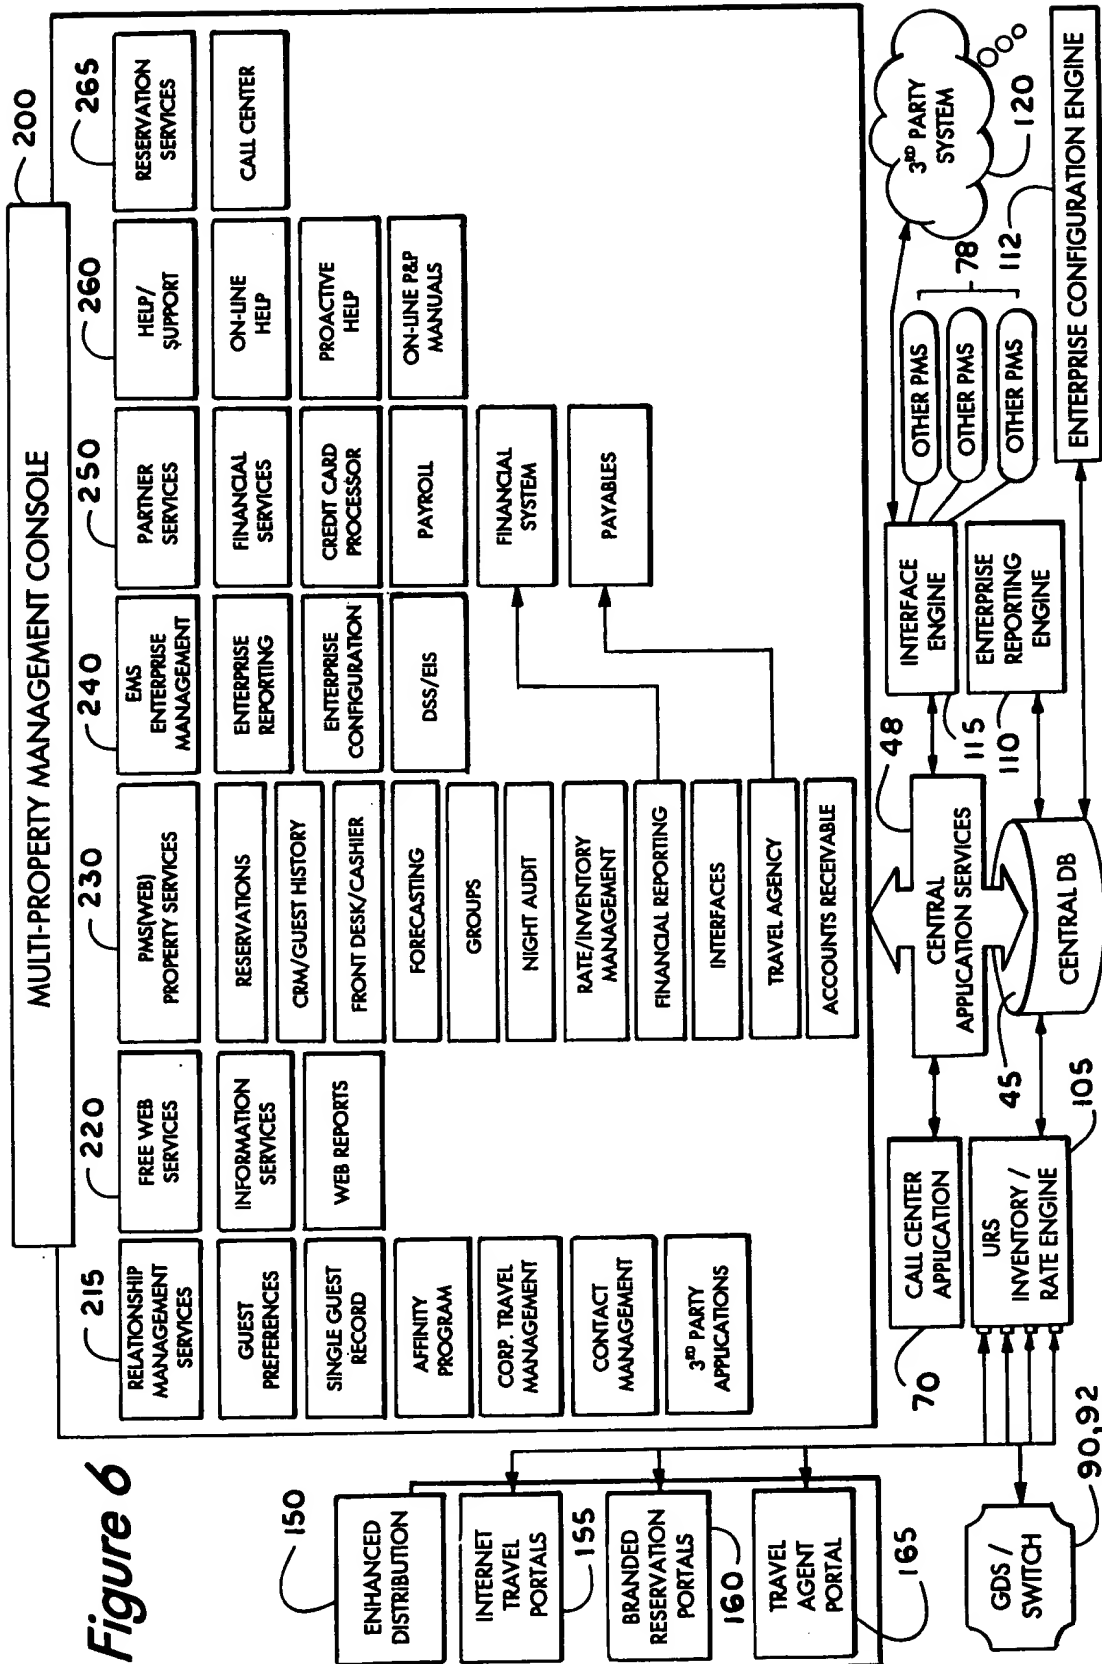 Figure 6
MULTI-PROPERTY MANAGEMENT CONSOLE
200
215
RELATIONSHIP
MANAGEMENT
SERVICES
GUEST
PREFERENCES
SINGLE GUEST
RECORD
AFFINITY
PROGRAM
CORP. TRAVEL
MANAGEMENT
CONTACT
MANAGEMENT
3RD PARTY
APPLICATIONS
220
FREE WEB
SERVICES
INFORMATION
SERVICES
WEB REPORTS
230
PMS(WEB)
PROPERTY SERVICES
RESERVATIONS
CRM/GUEST HISTORY
FRONT DESK/CASHIER
FORECASTING
GROUPS
NIGHT AUDIT
RATE/INVENTORY
MANAGEMENT
FINANCIAL REPORTING
INTERFACES
TRAVEL AGENCY
ACCOUNTS RECEIVABLE
240
EMS
ENTERPRISE
MANAGEMENT
ENTERPRISE
REPORTING
ENTERPRISE
CONFIGURATION
DSS/EIS
250
PARTNER
SERVICES
FINANCIAL
SERVICES
CREDIT CARD
PROCESSOR
PAYROLL
FINANCIAL
SYSTEM
PAYABLES
260
HELP/
SUPPORT
ON-LINE
HELP
PROACTIVE
HELP
ON-LINE P&P
MANUALS
265
RESERVATION
SERVICES
CALL CENTER
150
ENHANCED
DISTRIBUTION
INTERNET
TRAVEL
PORTALS
155
BRANDED
RESERVATION
PORTALS
160
TRAVEL
AGENT
PORTAL
165
GDS /
SWITCH
90,92
70
CALL CENTER
APPLICATION
URS
INVENTORY /
RATE ENGINE
105
48
CENTRAL
APPLICATION SERVICES
45
CENTRAL DB
INTERFACE
ENGINE
115
110
ENTERPRISE
REPORTING
ENGINE
OTHER PMS
OTHER PMS
OTHER PMS
78
3RD PARTY
SYSTEM
120
112
ENTERPRISE CONFIGURATION ENGINE